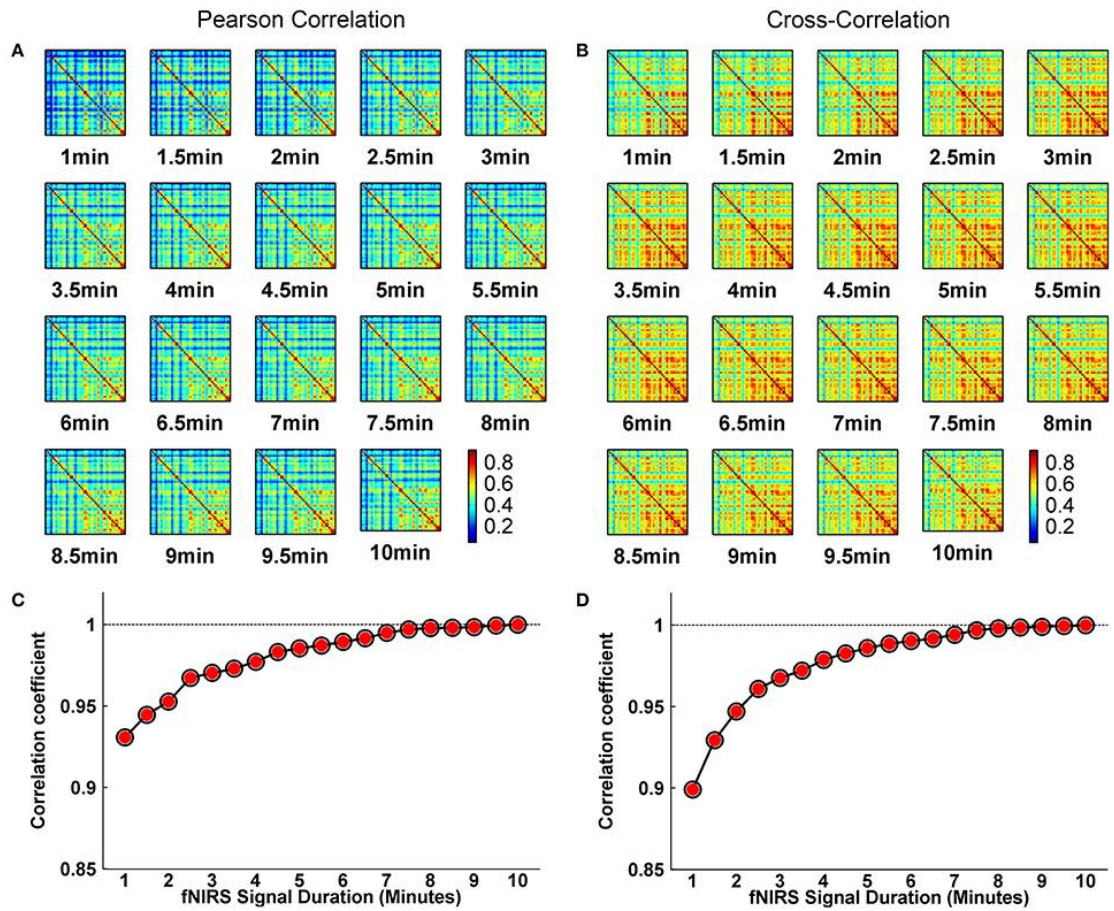 Pearson Correlation
Cross-Correlation
A
1min 1.5min 2min 2.5min 3min
3.5min 4min 4.5min 5min 5.5min
6min 6.5min 7min 7.5min 8min
8.5min 9min 9.5min 10min
0.8
0.6
0.4
0.2
B
1min 1.5min 2min 2.5min 3min
3.5min 4min 4.5min 5min 5.5min
6min 6.5min 7min 7.5min 8min
8.5min 9min 9.5min 10min
0.8
0.6
0.4
0.2
C
Correlation coefficient
1
0.95
0.9
0.85
1 2 3 4 5 6 7 8 9 10
fNIRS Signal Duration (Minutes)
D
Correlation coefficient
1
0.95
0.9
0.85
1 2 3 4 5 6 7 8 9 10
fNIRS Signal Duration (Minutes)